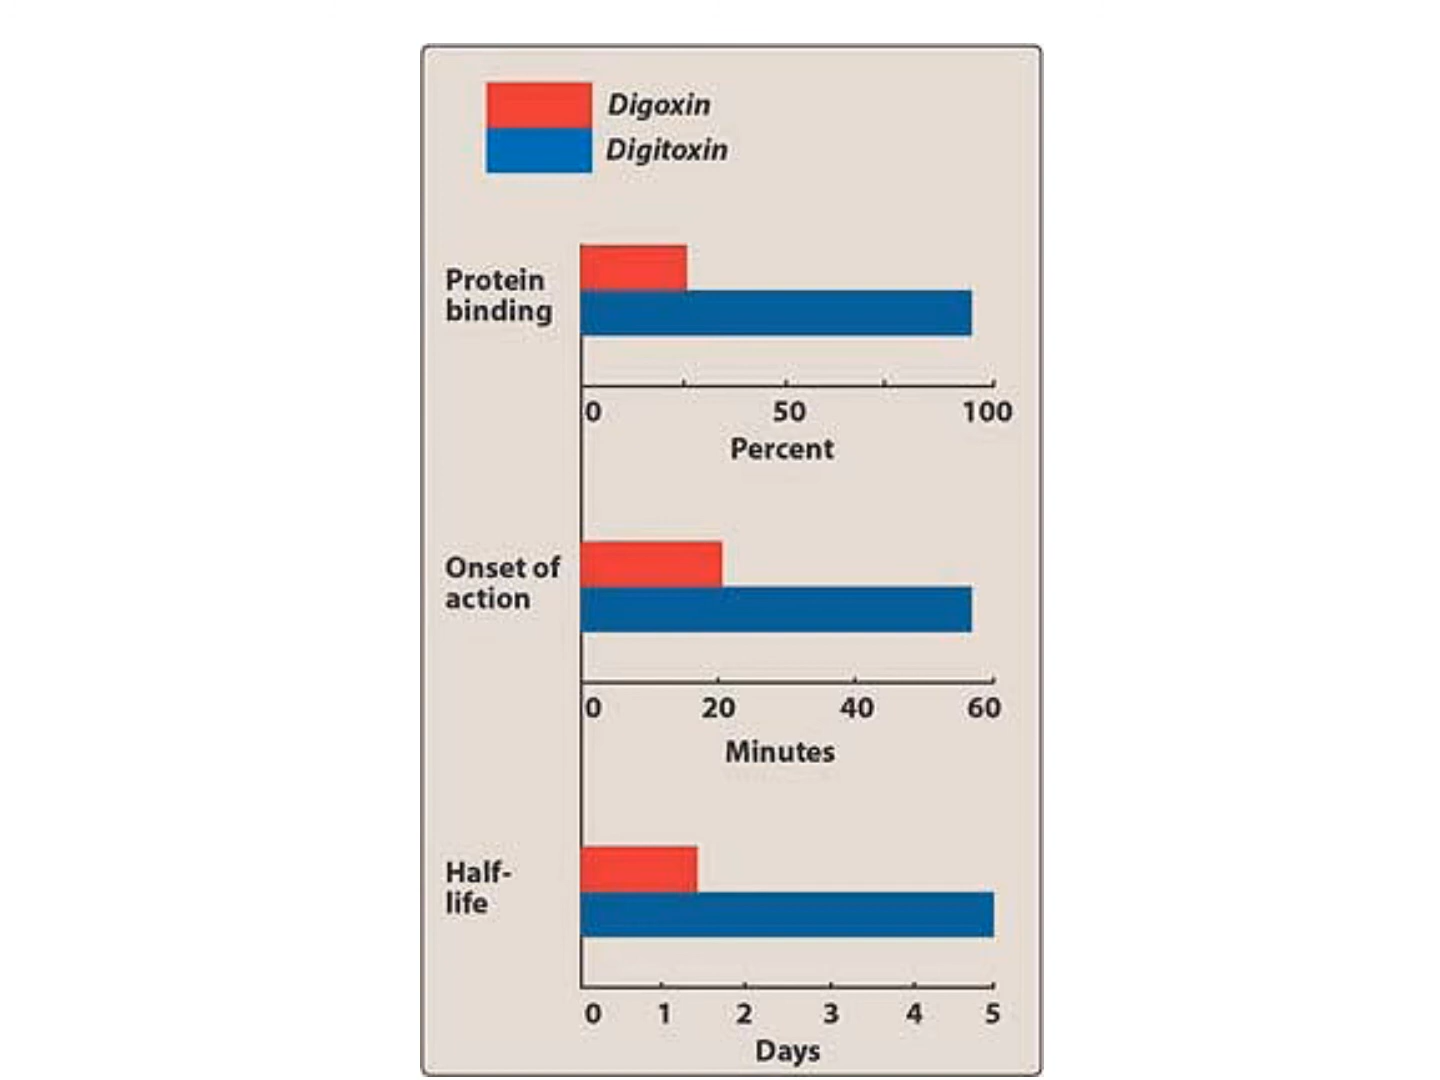 Digoxin
Digitoxin
Protein
binding
0 50 100
Percent
Onset of
action
0 20 40 60
Minutes
Half-
life
0 1 2 3 4 5
Days